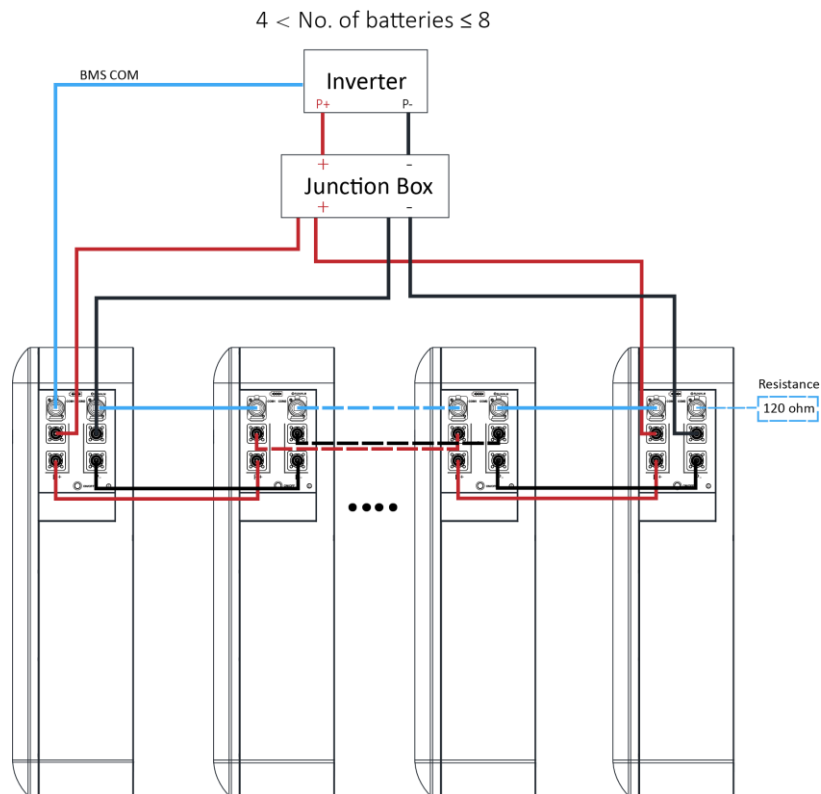 4 < No. of batteries ≤ 8
BMS COM
Inverter
P+ P-
+ -
Junction Box
+ -
Resistance
120 ohm